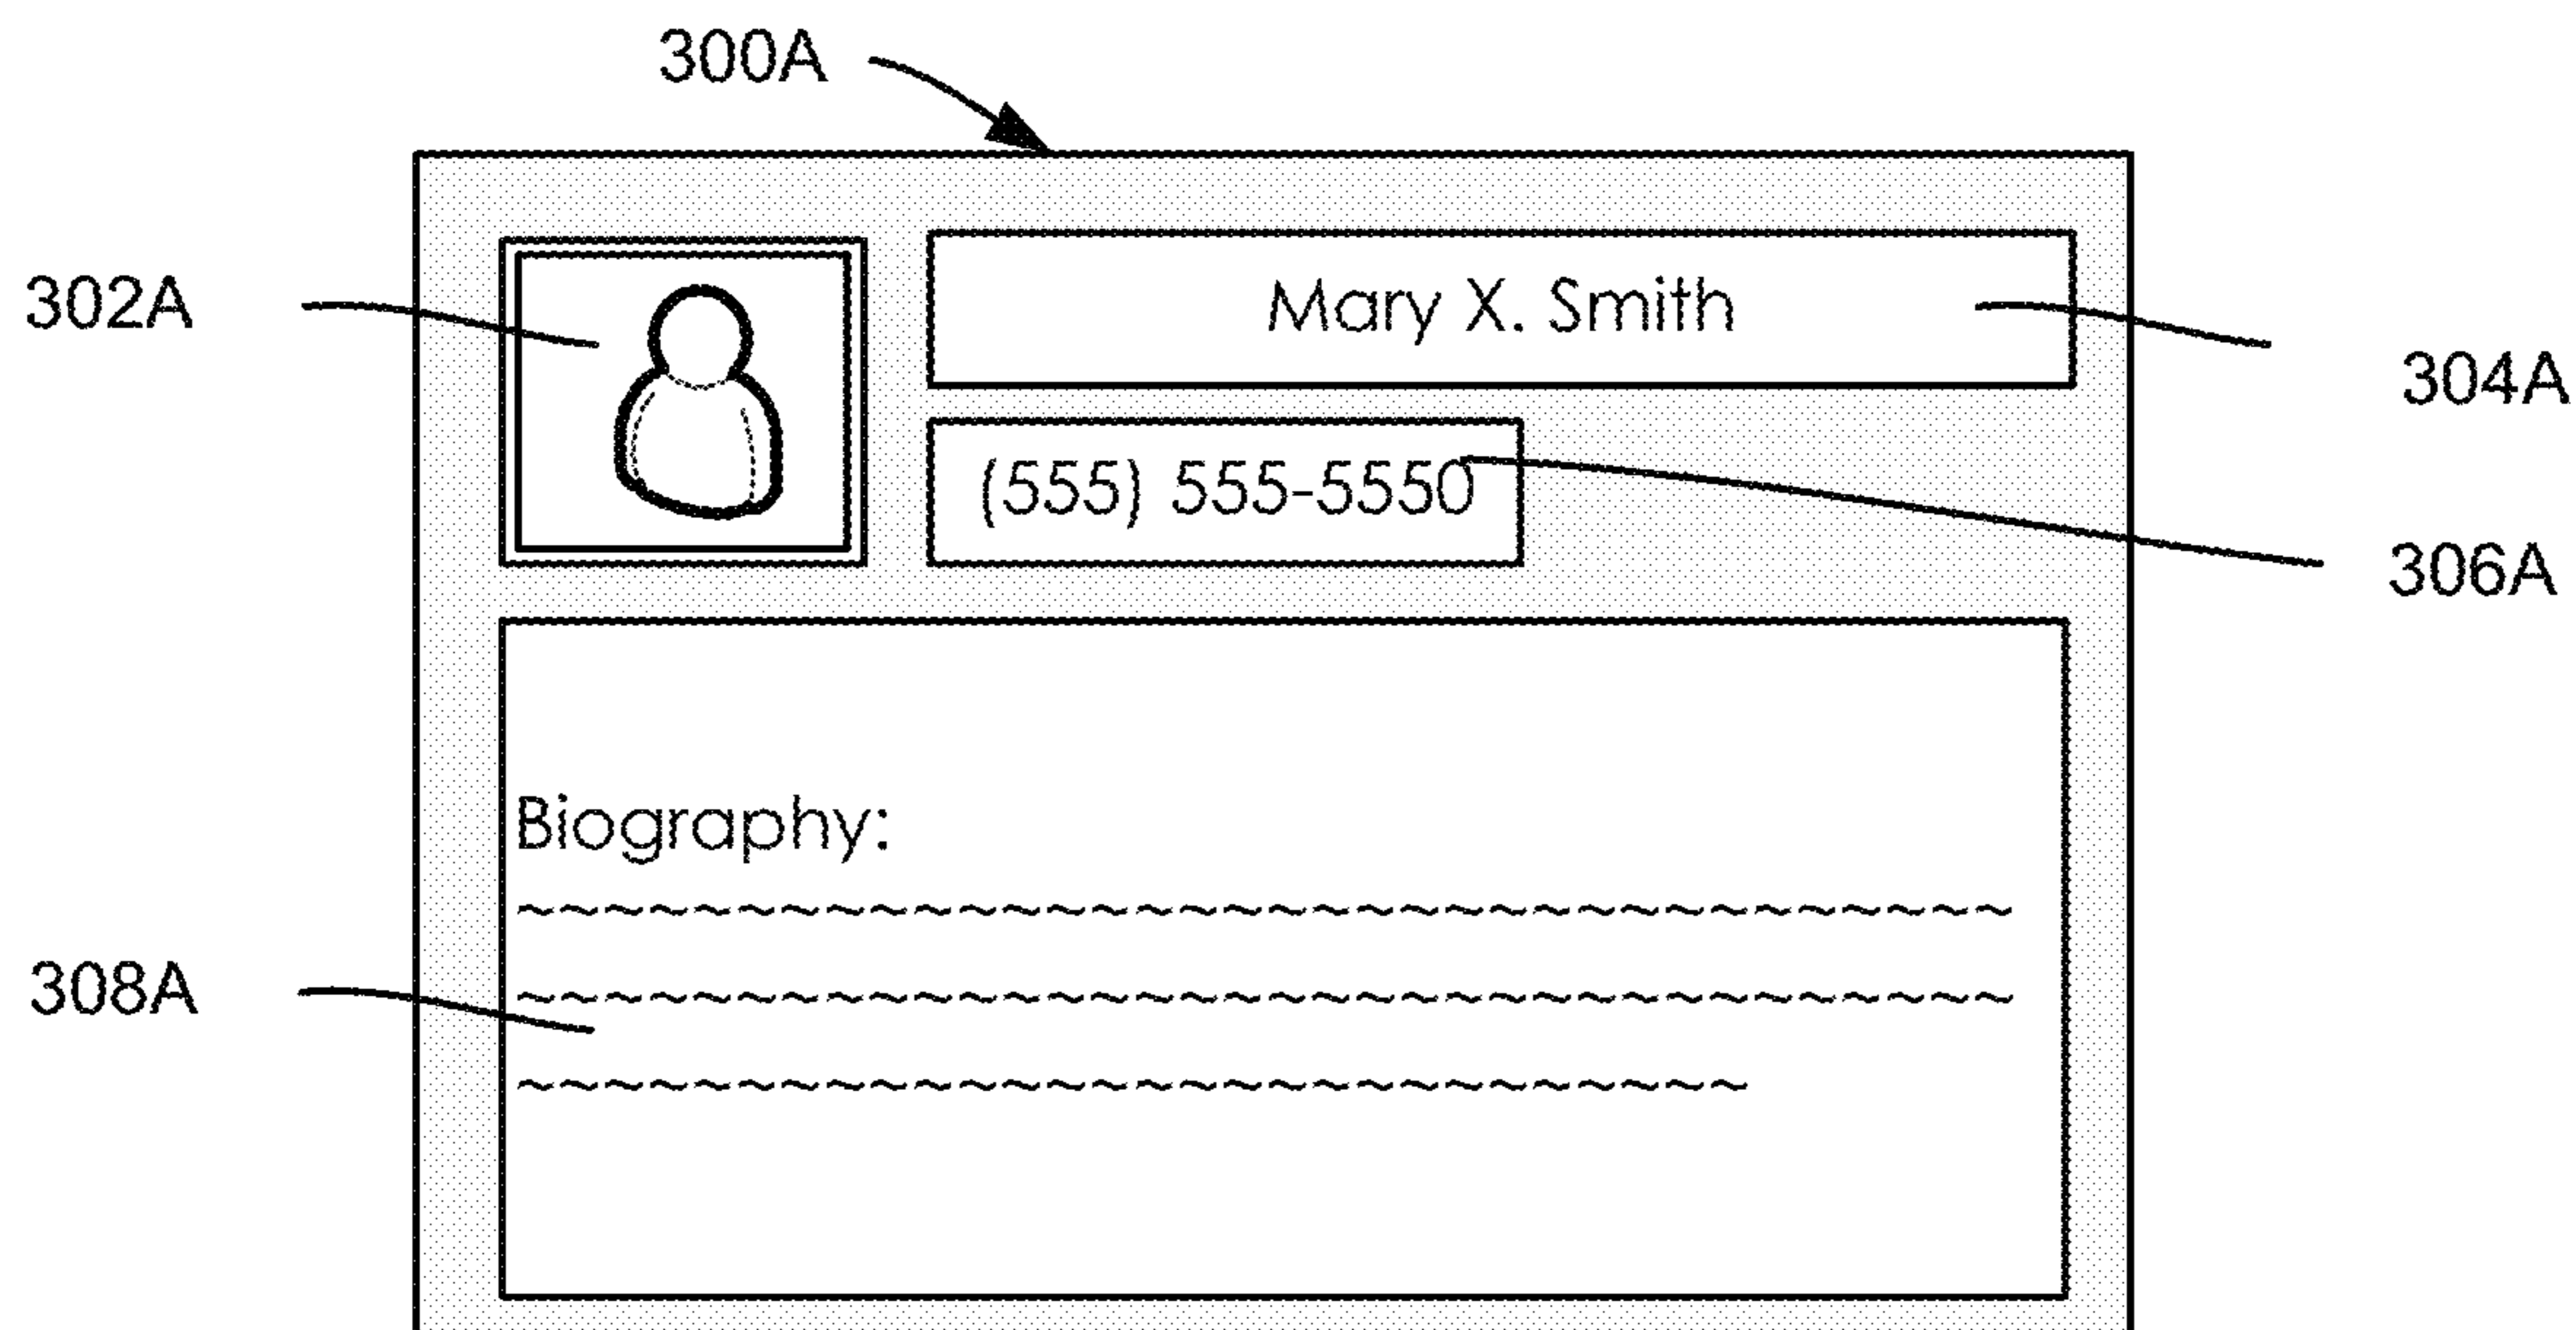 300A
302A
Mary X. Smith
304A
(555) 555-5550
306A
Biography:
308A